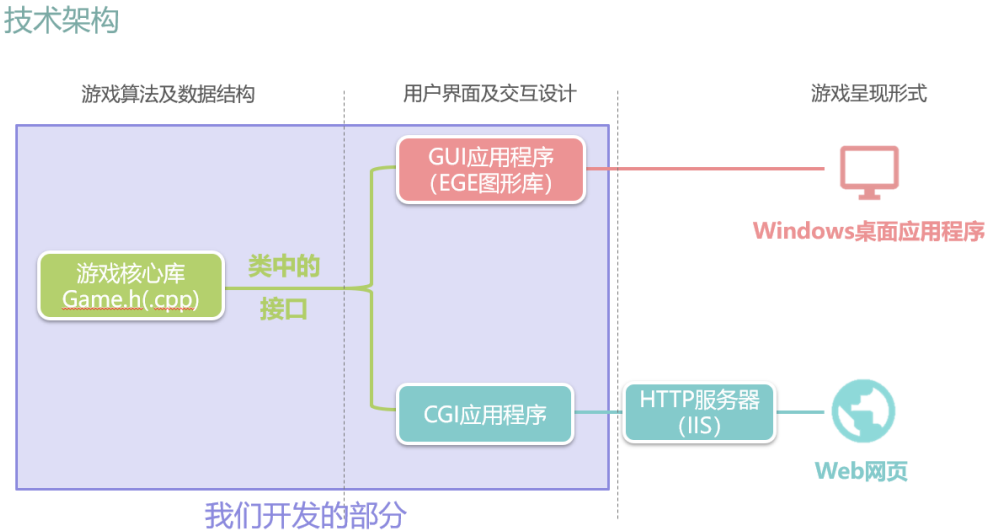 技术架构
游戏算法及数据结构
用户界面及交互设计
游戏呈现形式
GUI应用程序
（EGE图形库）
Windows桌面应用程序
游戏核心库
Game.h(.cpp)
类中的
接口
CGI应用程序
HTTP服务器
（IIS）
Web网页
我们开发的部分